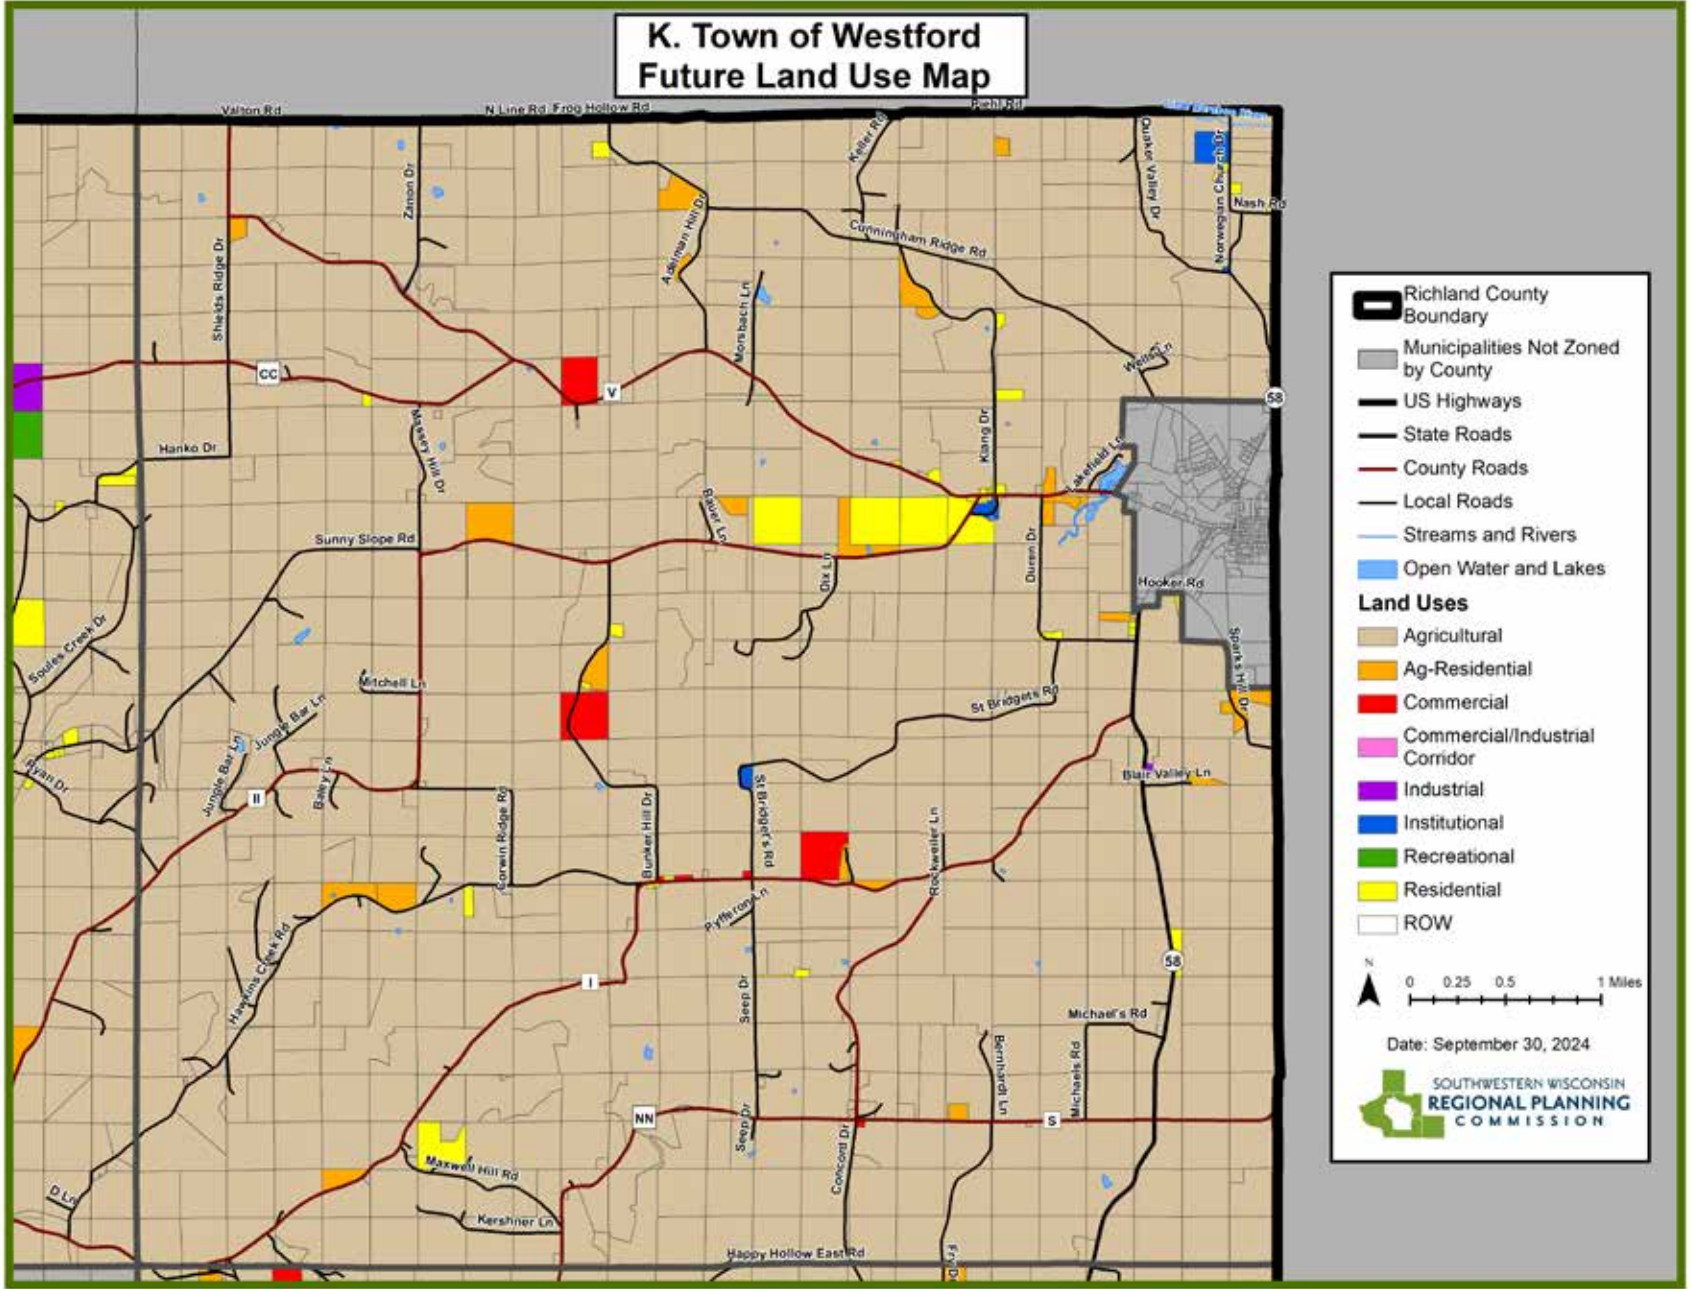 K. Town of Westford
Future Land Use Map
Valton Rd
N Line Rd
Frog Hollow Rd
Piehl Rd
Zanon Dr
Keller Rd
Quaker Valley Dr
Norwegian Church Dr
Nash Rd
Shields Ridge Dr
Adelman Hill Dr
Cunningham Ridge Rd
Morsbach Ln
Wells Ln
CC
V
58
Massey Hill Dr
Klang Dr
Hanko Dr
Lakefield Ln
Bauer Ln
Sunny Slope Rd
Dix Ln
Duren Dr
Hooker Rd
Soules Creek Dr
Sparks Hill Dr
Mitchell Ln
Jungle Bar Ln
St Bridgets Rd
Jungle Bar Ln
Ryan Dr
Baley Ln
II
Blair Valley Ln
Corwin Ridge Rd
Bunker Hill Dr
St Bridget's Rd
Rockweiler Ln
Pyfferon Ln
Hawkins Creek Rd
58
I
Seep Dr
Michael's Rd
Bernhardt Ln
Michaels Rd
NN
Seep Dr
S
Concord Dr
Maxwell Hill Rd
D Ln
Kershner Ln
Happy Hollow East Rd
Fry Dr
Richland County
Boundary
Municipalities Not Zoned
by County
US Highways
State Roads
County Roads
Local Roads
Streams and Rivers
Open Water and Lakes
Land Uses
Agricultural
Ag-Residential
Commercial
Commercial/Industrial
Corridor
Industrial
Institutional
Recreational
Residential
ROW
N
0 0.25 0.5 1 Miles
Date: September 30, 2024
SOUTHWESTERN WISCONSIN
REGIONAL PLANNING
COMMISSION